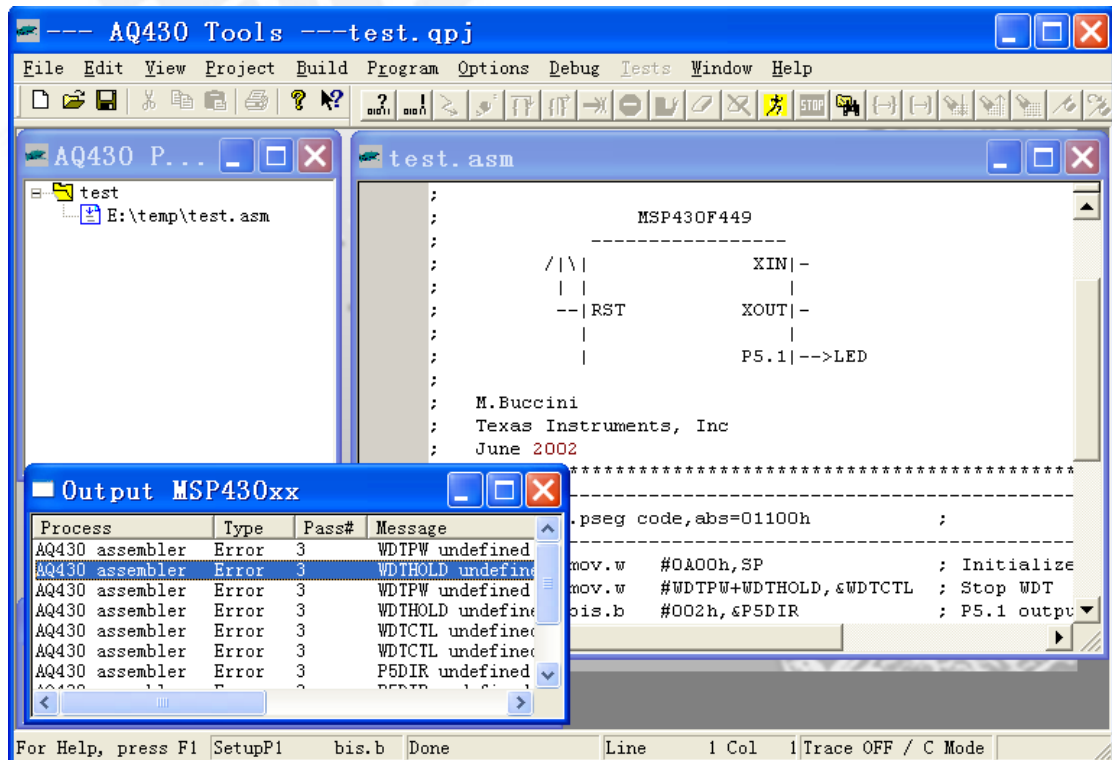 --- AQ430 Tools ---test.qpj
File Edit View Project Build Program Options Debug Tests Window Help
AQ430 P...
test
E:\temp\test.asm
test.asm
;
; MSP430F449
; -----------------
; /|\| XIN|-
; | | |
; --|RST XOUT|-
; | |
; | P5.1|-->LED
;
; M.Buccini
; Texas Instruments, Inc
; June 2002
*******************************************
-------------------------------------------
.pseg code,abs=01100h ;
-------------------------------------------
mov.w #0A00h,SP ; Initialize
mov.w #WDTPW+WDTHOLD,&WDTCTL ; Stop WDT
bis.b #002h,&P5DIR ; P5.1 outpu
Output MSP430xx
Process Type Pass# Message
AQ430 assembler Error 3 WDTPW undefined
AQ430 assembler Error 3 WDTHOLD undefine
AQ430 assembler Error 3 WDTPW undefined
AQ430 assembler Error 3 WDTHOLD undefine
AQ430 assembler Error 3 WDTCTL undefined
AQ430 assembler Error 3 WDTCTL undefined
AQ430 assembler Error 3 P5DIR undefined
For Help, press F1 SetupP1 bis.b Done Line 1 Col 1 Trace OFF / C Mode